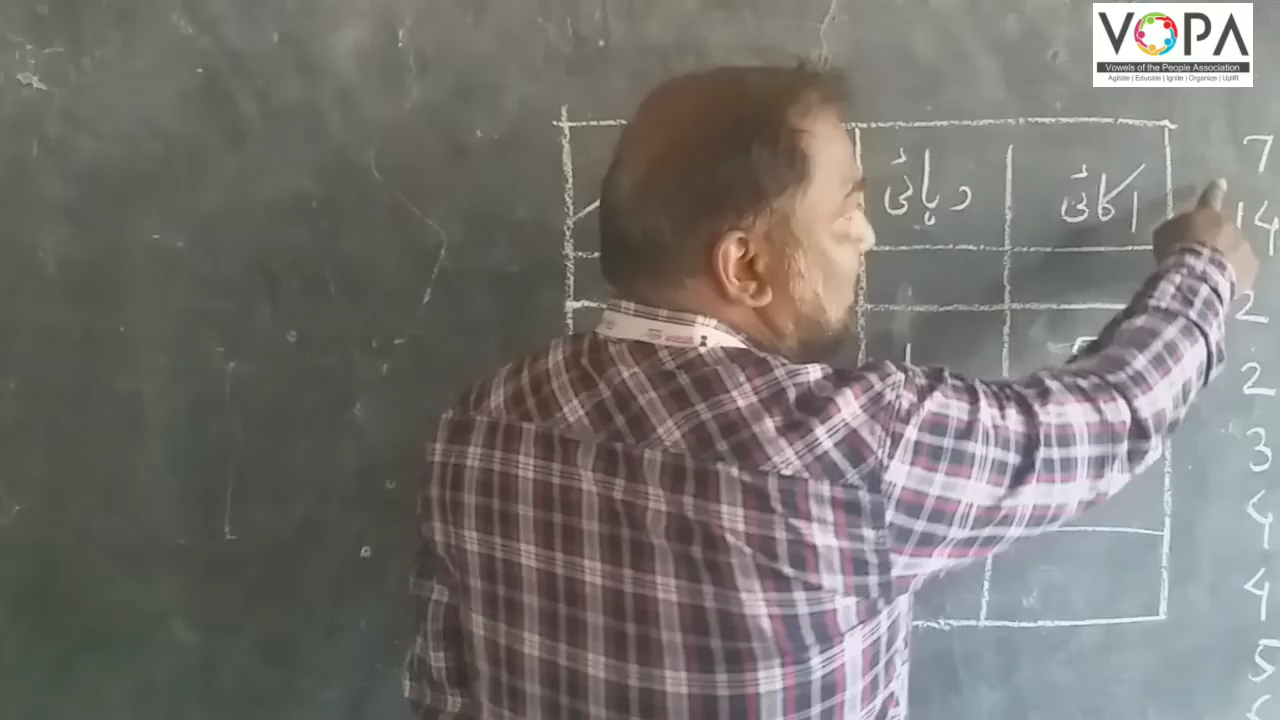 VOPA
Vowels of the People Association
Agitate | Educate | Ignite | Organize | Uplift
اکائی دہائی
7
14
2
2
3
4
5